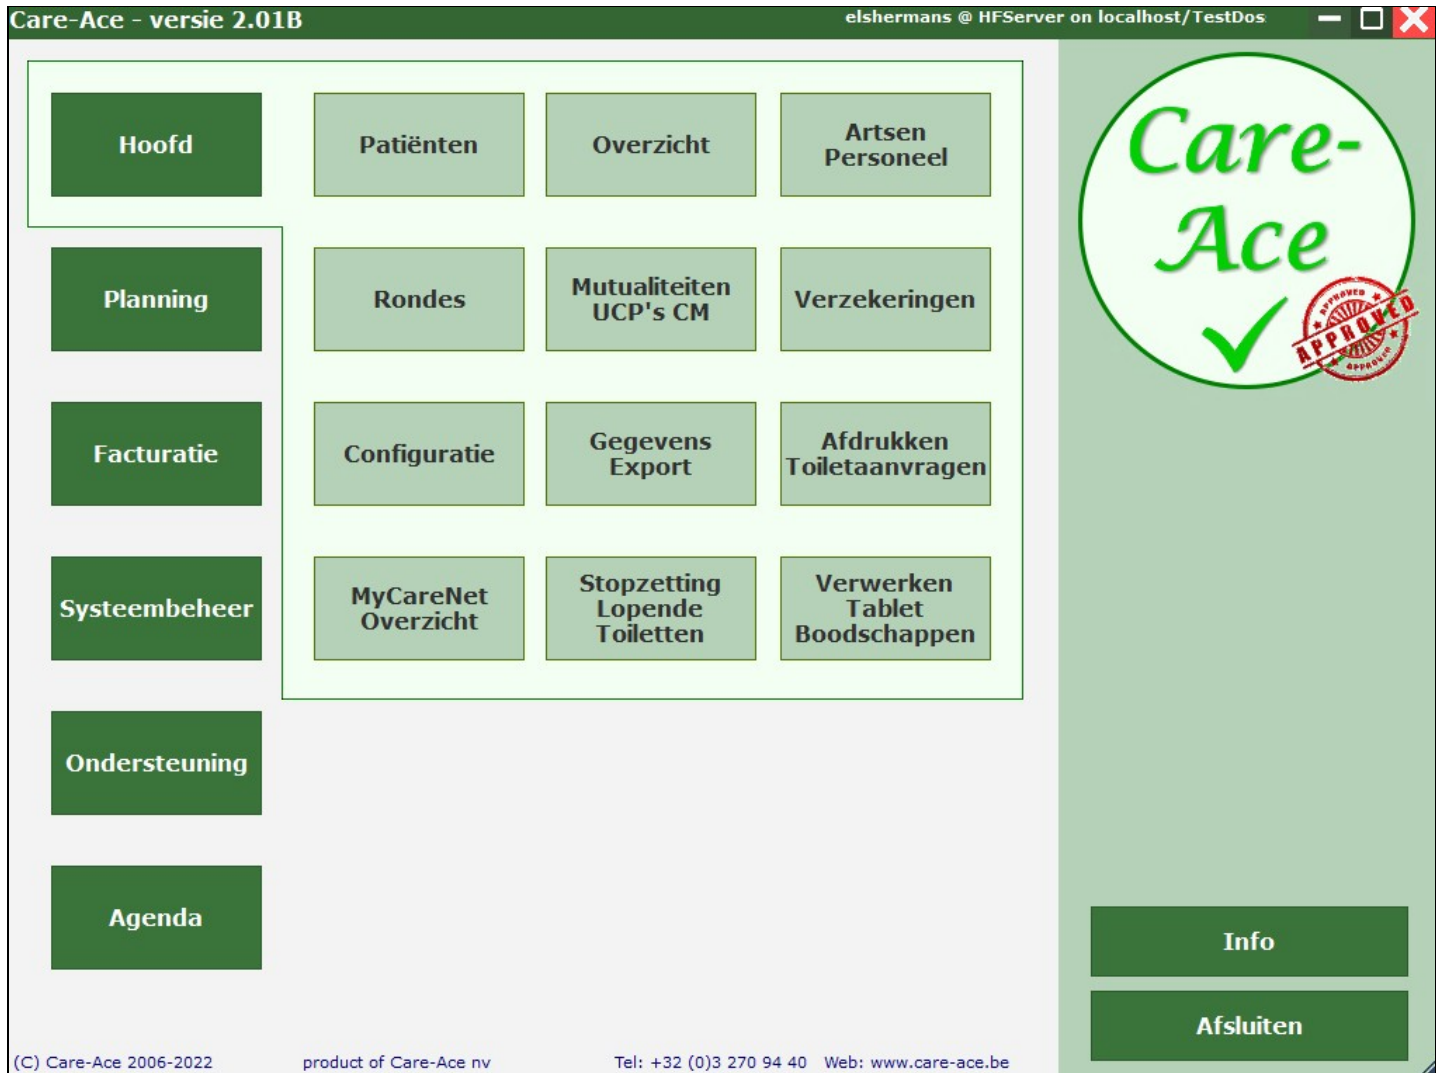 Care-Ace - versie 2.01B
elshermans @ HFServer on localhost/TestDos
Hoofd
Patiënten
Overzicht
Artsen
Personeel
Planning
Rondes
Mutualiteiten
UCP's CM
Verzekeringen
Facturatie
Configuratie
Gegevens
Export
Afdrukken
Toiletaanvragen
Systeembeheer
MyCareNet
Overzicht
Stopzetting
Lopende
Toiletten
Verwerken
Tablet
Boodschappen
Ondersteuning
Agenda
Care-
Ace
APPROVED
APPROVED
APPROVED
Info
Afsluiten
(C) Care-Ace 2006-2022
product of Care-Ace nv
Tel: +32 (0)3 270 94 40
Web: www.care-ace.be